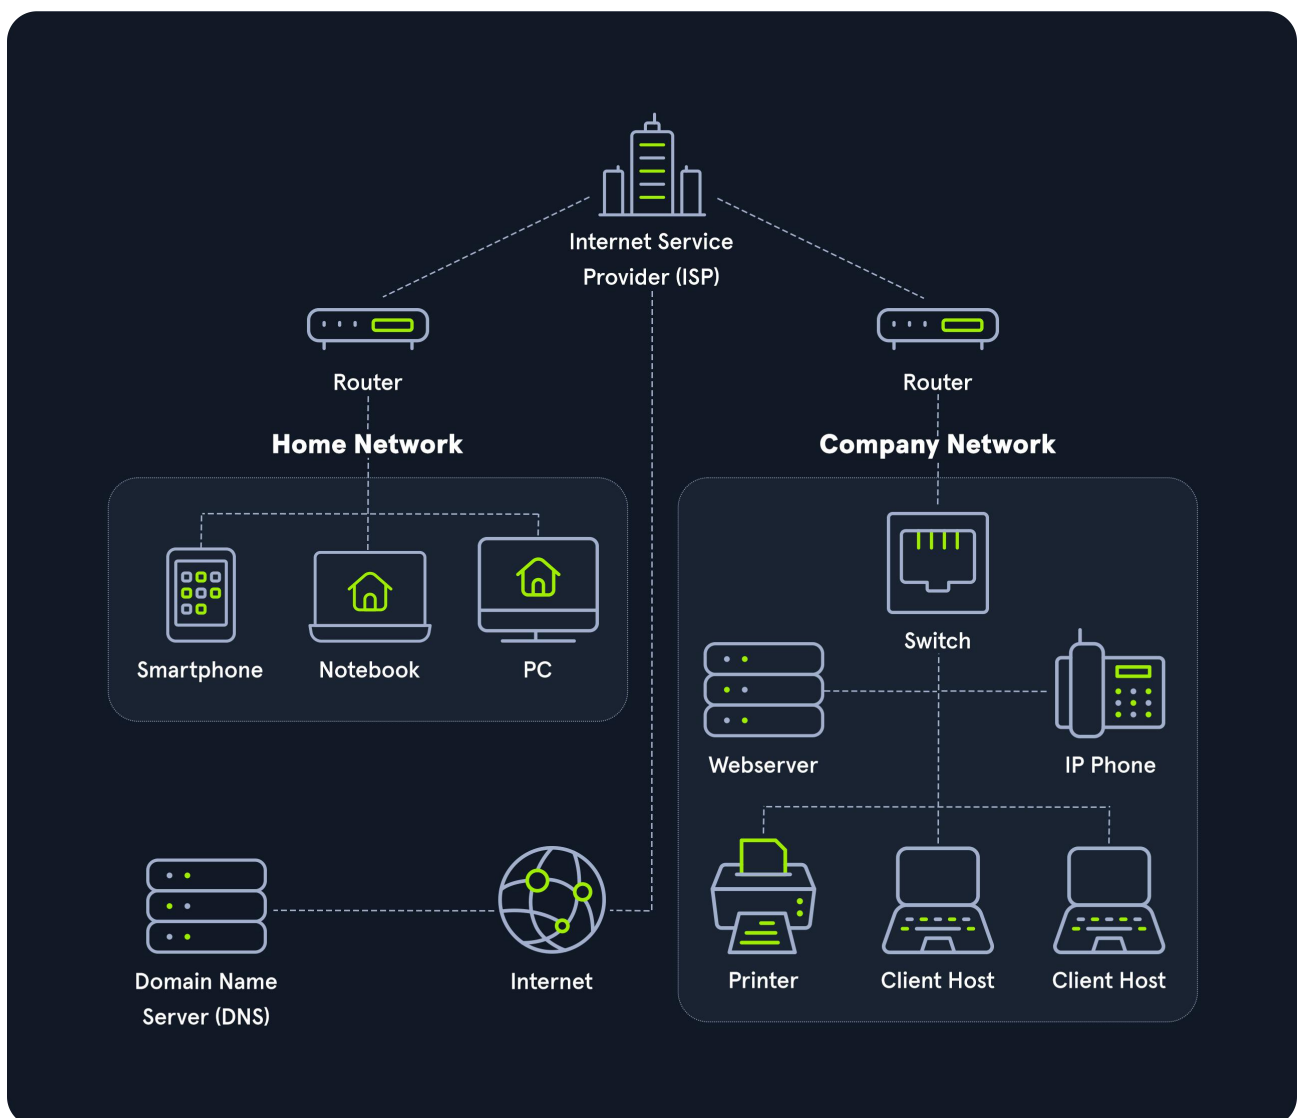 Internet Service
Provider (ISP)
Router
Router
Home Network
Company Network
Switch
Smartphone
Notebook
PC
Webserver
IP Phone
Domain Name
Server (DNS)
Internet
Printer
Client Host
Client Host